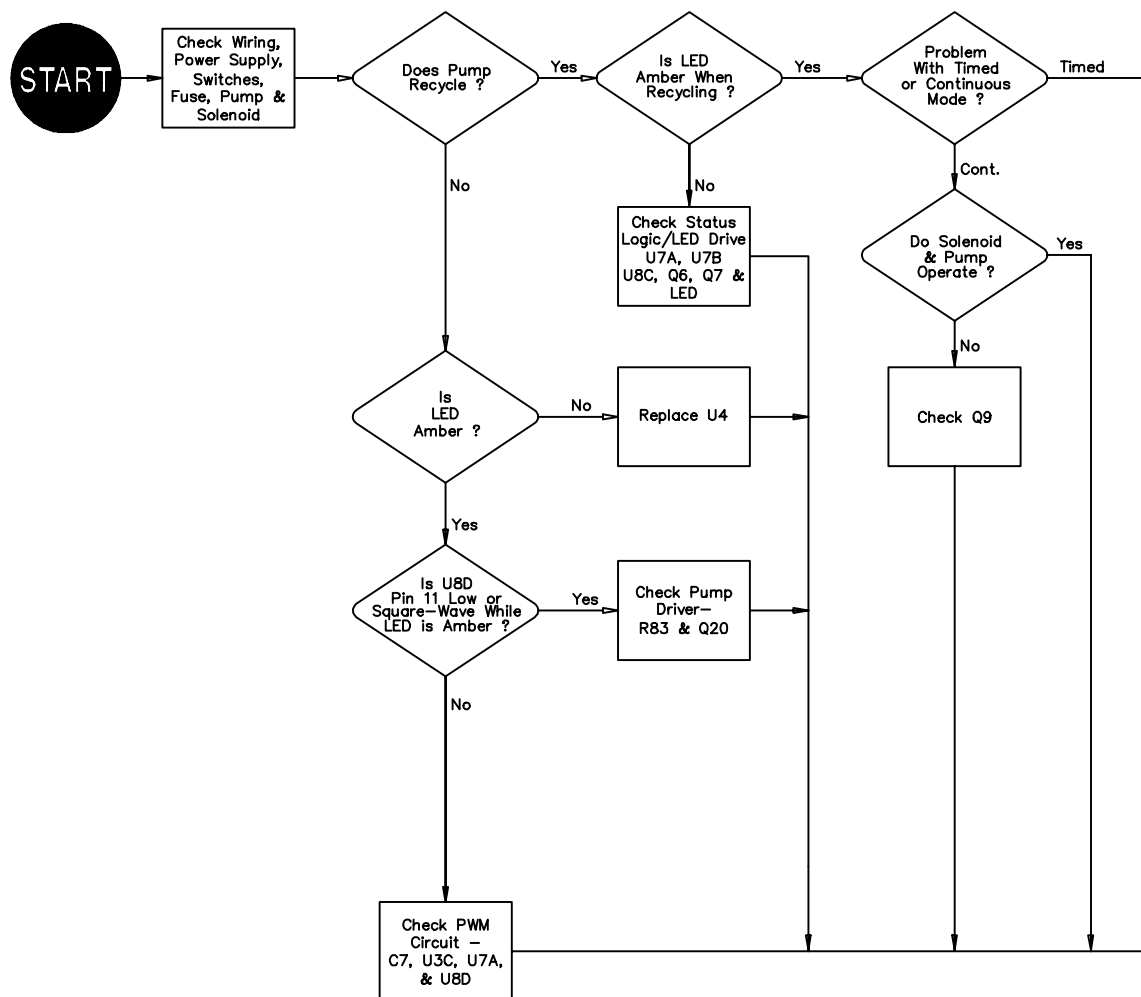 START
Check Wiring,
Power Supply,
Switches,
Fuse, Pump &
Solenoid
Does Pump
Recycle ?
Yes
Is LED
Amber When
Recycling ?
Yes
Problem
With Timed
or Continuous
Mode ?
Timed
No
No
Cont.
Check Status
Logic/LED Drive
U7A, U7B
U8C, Q6, Q7 &
LED
Do Solenoid
& Pump
Operate ?
Yes
No
Is
LED
Amber ?
No
Replace U4
Check Q9
Yes
Is U8D
Pin 11 Low or
Square-Wave While
LED is Amber ?
Yes
Check Pump
Driver-
R83 & Q20
No
Check PWM
Circuit -
C7, U3C, U7A,
& U8D